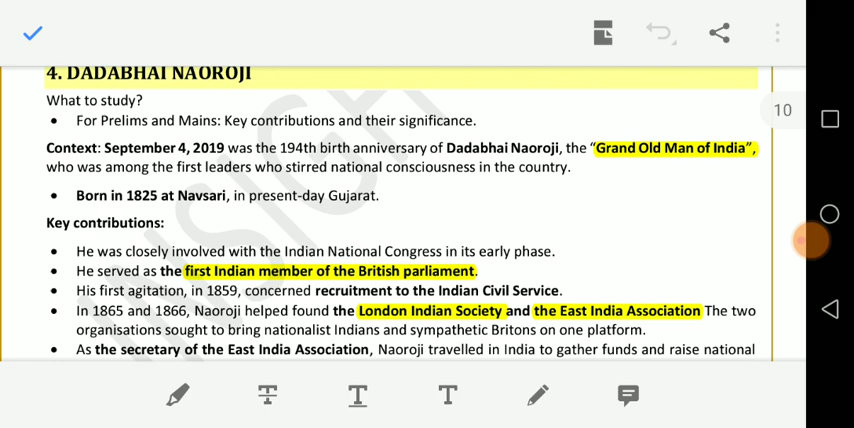 4. DADABHAI NAOROJI
What to study?
• For Prelims and Mains: Key contributions and their significance.
10
Context: September 4, 2019 was the 194th birth anniversary of Dadabhai Naoroji, the “Grand Old Man of India”,
who was among the first leaders who stirred national consciousness in the country.
• Born in 1825 at Navsari, in present-day Gujarat.
Key contributions:
• He was closely involved with the Indian National Congress in its early phase.
• He served as the first Indian member of the British parliament.
• His first agitation, in 1859, concerned recruitment to the Indian Civil Service.
• In 1865 and 1866, Naoroji helped found the London Indian Society and the East India Association The two
organisations sought to bring nationalist Indians and sympathetic Britons on one platform.
• As the secretary of the East India Association, Naoroji travelled in India to gather funds and raise national
T
T
T